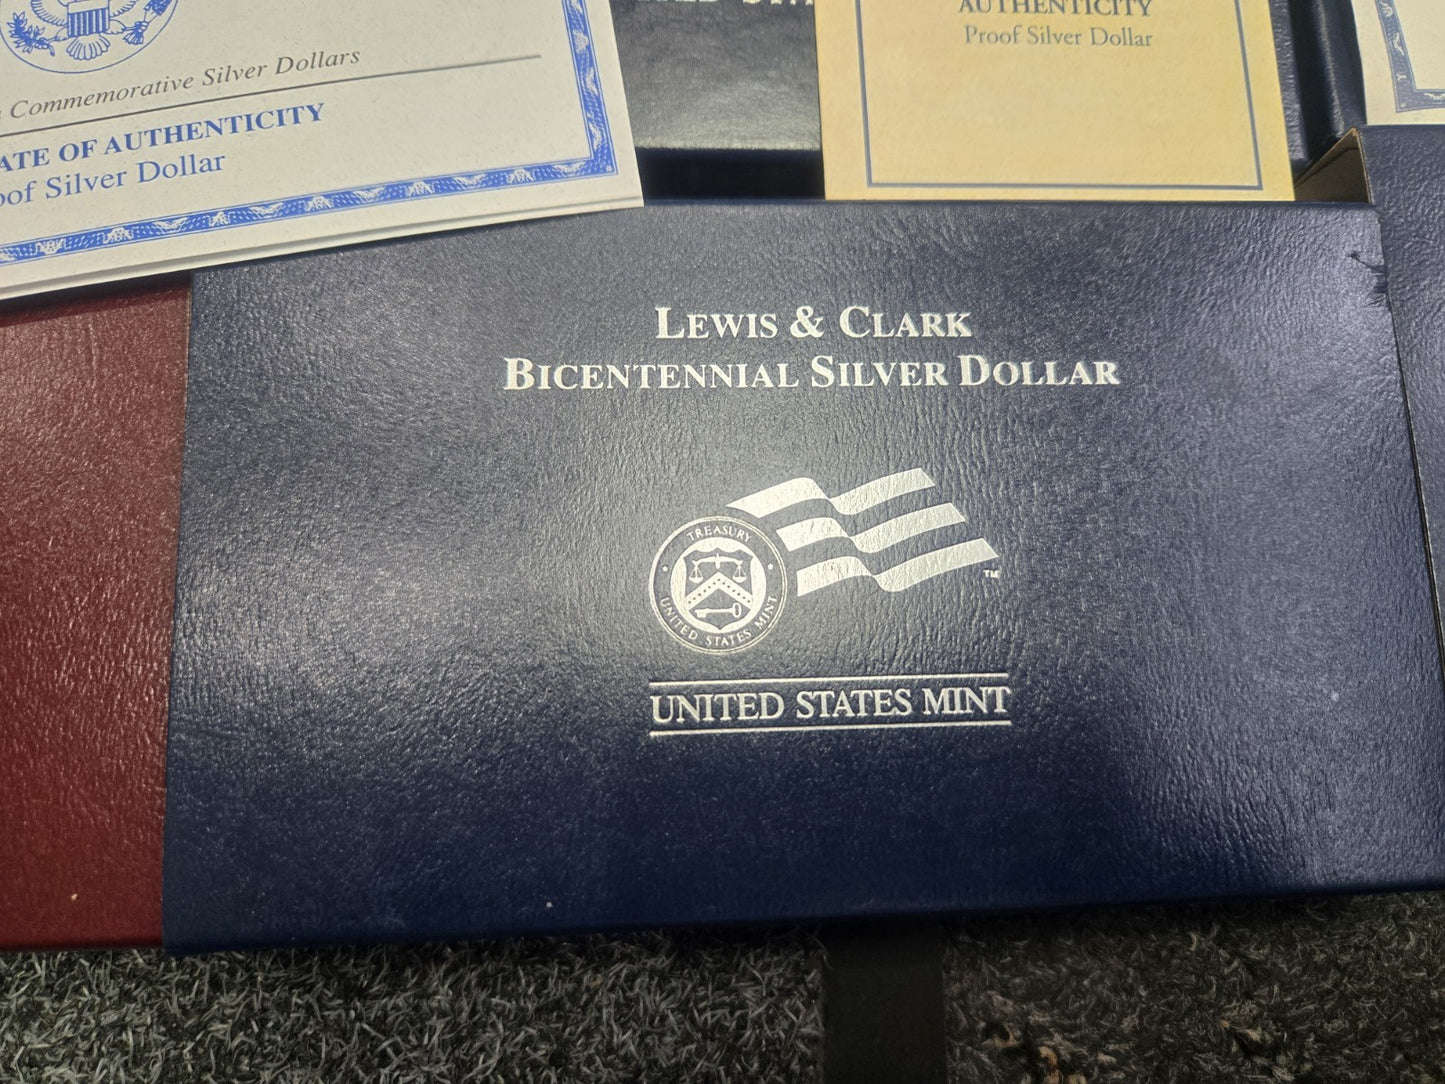 Commemorative Silver Dollars
ATE OF AUTHENTICITY
oof Silver Dollar
AUTHENTICITY
Proof Silver Dollar
LEWIS & CLARK
BICENTENNIAL SILVER DOLLAR
TREASURY
UNITED STATES MINT
TM
UNITED STATES MINT